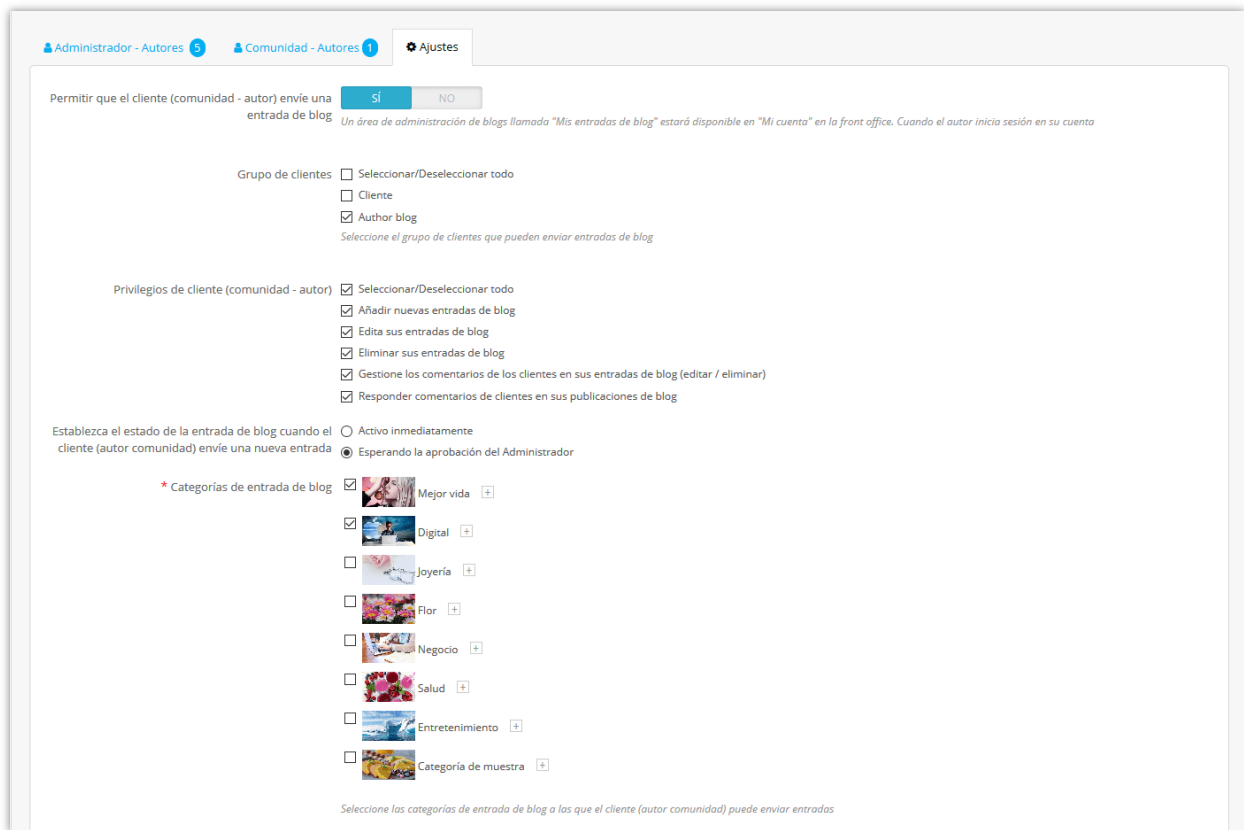 Administrador - Autores 5 Comunidad - Autores 1 Ajustes
Permitir que el cliente (comunidad - autor) envíe una entrada de blog
SÍ NO
Un área de administración de blogs llamada "Mis entradas de blog" estará disponible en "Mi cuenta" en la front office. Cuando el autor inicia sesión en su cuenta
Grupo de clientes
Seleccionar/Deseleccionar todo
Cliente
Author blog
Seleccione el grupo de clientes que pueden enviar entradas de blog
Privilegios de cliente (comunidad - autor)
Seleccionar/Deseleccionar todo
Añadir nuevas entradas de blog
Edita sus entradas de blog
Eliminar sus entradas de blog
Gestione los comentarios de los clientes en sus entradas de blog (editar / eliminar)
Responder comentarios de clientes en sus publicaciones de blog
Establezca el estado de la entrada de blog cuando el
cliente (autor comunidad) envíe una nueva entrada
Activo inmediatamente
Esperando la aprobación del Administrador
* Categorías de entrada de blog
Mejor vida
Digital
Joyería
Flor
Negocio
Salud
Entretenimiento
Categoría de muestra
Seleccione las categorías de entrada de blog a las que el cliente (autor comunidad) puede enviar entradas